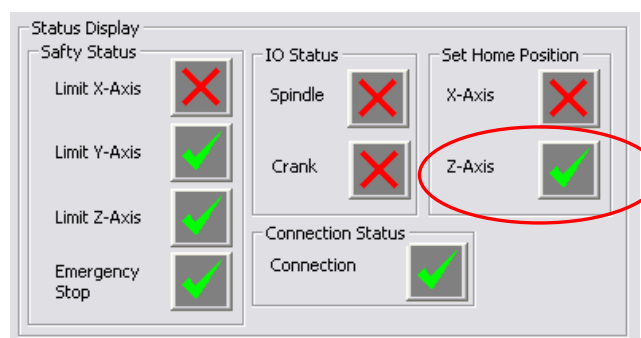 Status Display
Safty Status
Limit X-Axis
Limit Y-Axis
Limit Z-Axis
Emergency
Stop
IO Status
Spindle
Crank
Set Home Position
X-Axis
Z-Axis
Connection Status
Connection